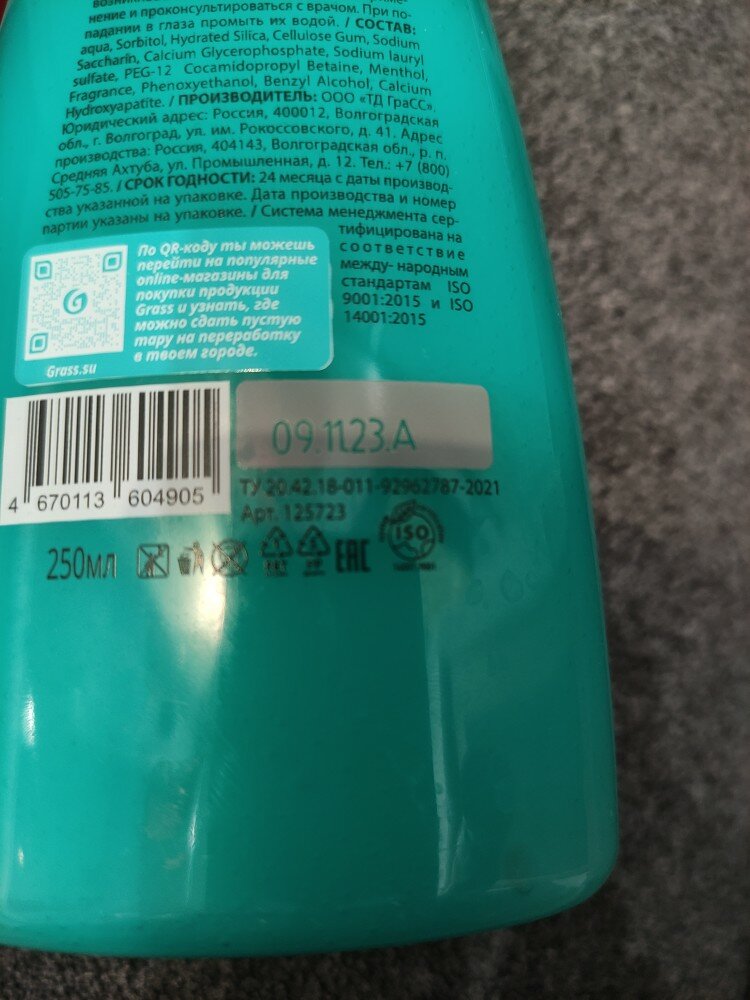 нение и проконсультироваться с врачом. При по-
падании в глаза промыть их водой. / СОСТАВ:
aqua, Sorbitol, Hydrated Silica, Cellulose Gum, Sodium
Saccharin, Calcium Glycerophosphate, Sodium lauryl
sulfate, PEG-12 Cocamidopropyl Betaine, Menthol,
Fragrance, Phenoxyethanol, Benzyl Alcohol, Calcium
Hydroxyapatite. / ПРОИЗВОДИТЕЛЬ: ООО «ТД ГраСС».
Юридический адрес: Россия, 400012, Волгоградская
обл., г. Волгоград, ул. им. Рокоссовского, д. 41. Адрес
производства: Россия, 404143, Волгоградская обл., р. п.
Средняя Ахтуба, ул. Промышленная, д. 12. Тел.: +7 (800)
505-75-85. / СРОК ГОДНОСТИ: 24 месяца с даты производ-
ства указанной на упаковке. Дата производства и номер
партии указаны на упаковке. / Система менеджмента сер-
тифицирована на
соответствие
между- народным
стандартам ISO
9001:2015 и ISO
14001:2015
По QR-коду ты можешь
перейти на популярные
online-магазины для
покупки продукции
Grass и узнать, где
можно сдать пустую
тару на переработку
в твоем городе.
Grass.su
4 670113 604905
09.11.23.A
ТУ 20.42.18-011-92962787-2021
Арт. 125723
250мл
EAC
ISO